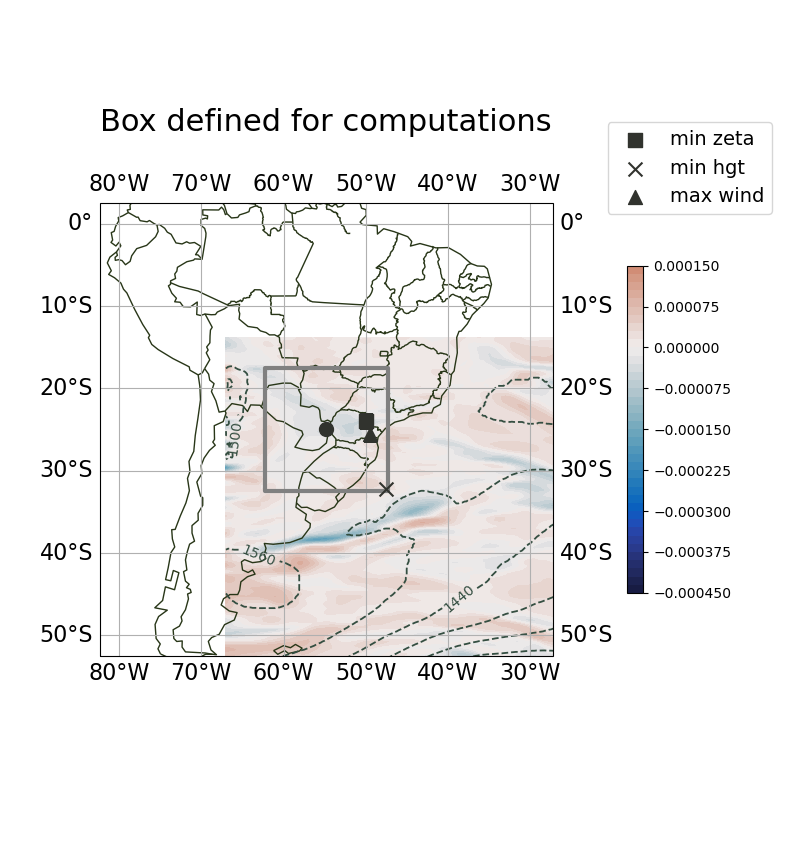 Box defined for computations
min zeta
min hgt
max wind
80°W 70°W 60°W 50°W 40°W 30°W
0° 0°
10°S 10°S
20°S 20°S
30°S 30°S
40°S 40°S
50°S 50°S
80°W 70°W 60°W 50°W 40°W 30°W
1500
1560
1440
0.000150
0.000075
0.000000
−0.000075
−0.000150
−0.000225
−0.000300
−0.000375
−0.000450